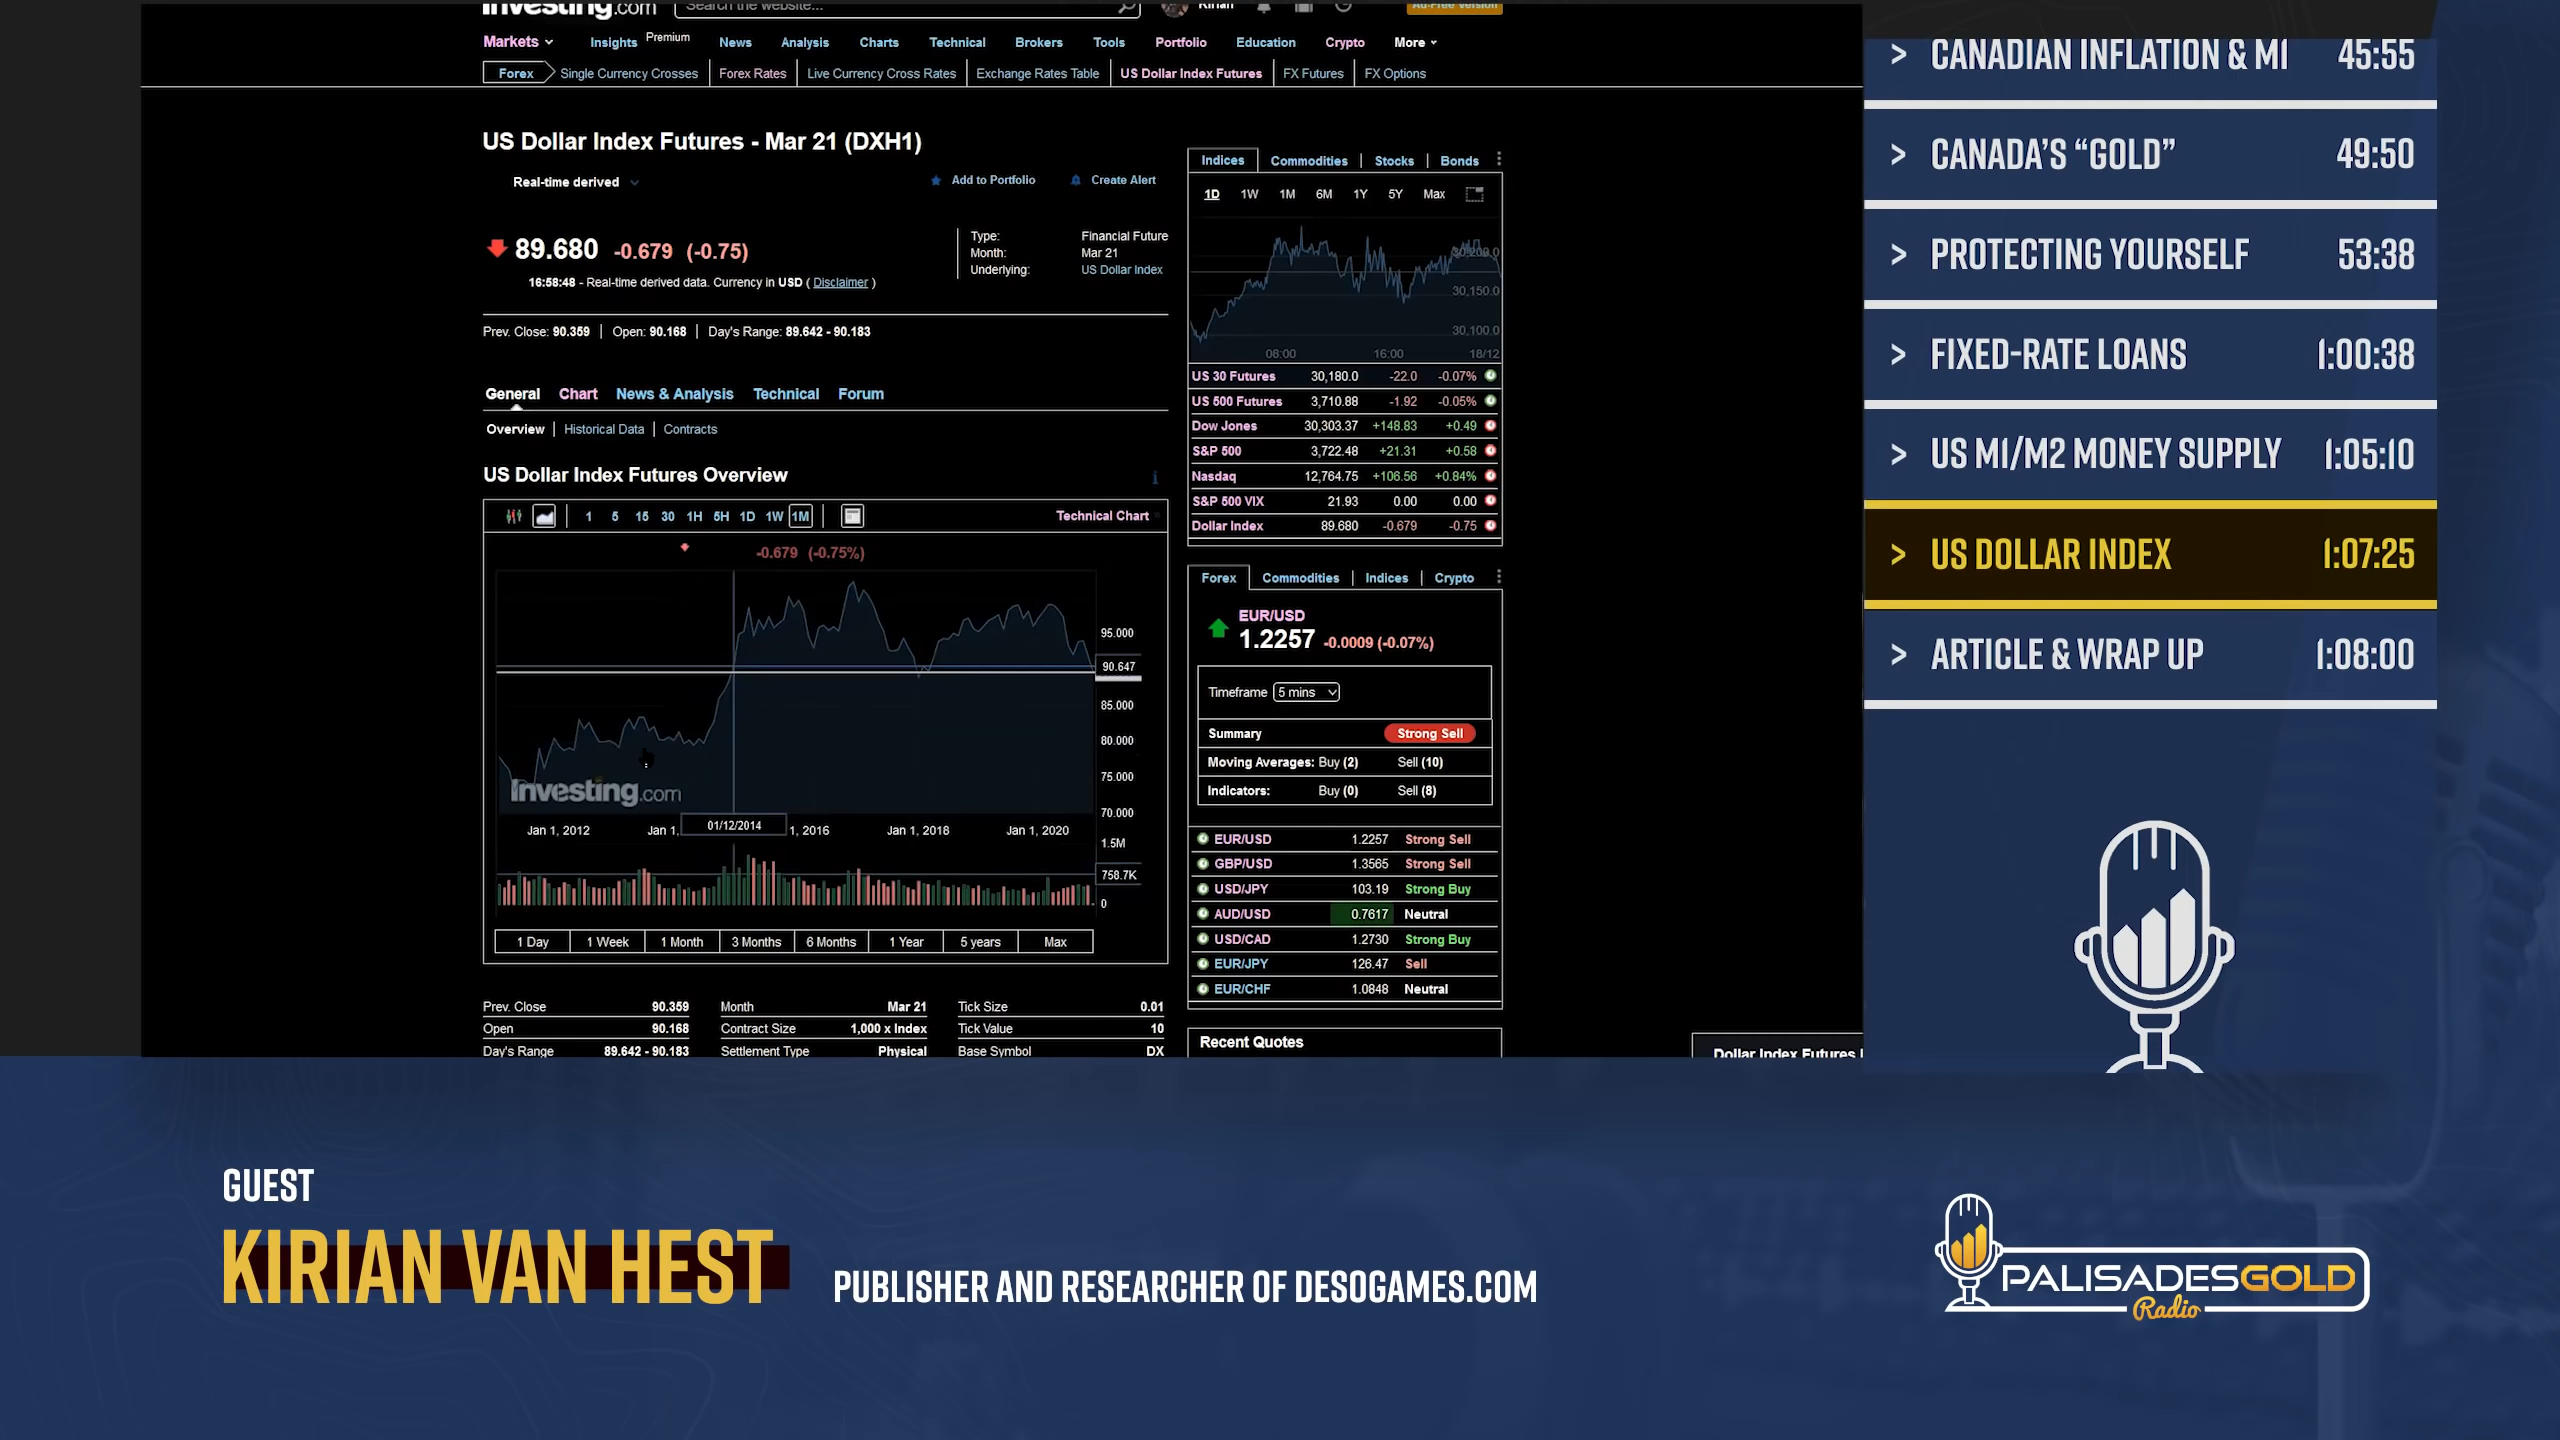 Investing.com
Search the website...
Kirian
Ad-Free Version
Markets
Insights
Premium
News
Analysis
Charts
Technical
Brokers
Tools
Portfolio
Education
Crypto
More
Forex
Single Currency Crosses
Forex Rates
Live Currency Cross Rates
Exchange Rates Table
US Dollar Index Futures
FX Futures
FX Options
US Dollar Index Futures - Mar 21 (DXH1)
Real-time derived
Add to Portfolio
Create Alert
89.680 -0.679 (-0.75)
16:58:48 - Real-time derived data. Currency in USD ( Disclaimer )
Type: Financial Future
Month: Mar 21
Underlying: US Dollar Index
Prev. Close: 90.359 | Open: 90.168 | Day's Range: 89.642 - 90.183
General Chart News & Analysis Technical Forum
Overview | Historical Data | Contracts
US Dollar Index Futures Overview
1 5 15 30 1H 5H 1D 1W 1M
Technical Chart
-0.679 (-0.75%)
95.000
90.647
85.000
80.000
75.000
70.000
Investing.com
Jan 1, 2012 Jan 1, 01/12/2014 1, 2016 Jan 1, 2018 Jan 1, 2020
1.5M
758.7K
0
1 Day 1 Week 1 Month 3 Months 6 Months 1 Year 5 years Max
Prev. Close 90.359 Month Mar 21 Tick Size 0.01
Open 90.168 Contract Size 1,000 x Index Tick Value 10
Day's Range 89.642 - 90.183 Settlement Type Physical Base Symbol DX
Indices Commodities | Stocks | Bonds
1D 1W 1M 6M 1Y 5Y Max
30,200.0
30,150.0
30,100.0
08:00 16:00 18/12
US 30 Futures 30,180.0 -22.0 -0.07%
US 500 Futures 3,710.88 -1.92 -0.05%
Dow Jones 30,303.37 +148.83 +0.49
S&P 500 3,722.48 +21.31 +0.58
Nasdaq 12,764.75 +106.56 +0.84%
S&P 500 VIX 21.93 0.00 0.00
Dollar Index 89.680 -0.679 -0.75
Forex Commodities | Indices | Crypto
EUR/USD
1.2257 -0.0009 (-0.07%)
Timeframe 5 mins
Summary Strong Sell
Moving Averages: Buy (2) Sell (10)
Indicators: Buy (0) Sell (8)
EUR/USD 1.2257 Strong Sell
GBP/USD 1.3565 Strong Sell
USD/JPY 103.19 Strong Buy
AUD/USD 0.7617 Neutral
USD/CAD 1.2730 Strong Buy
EUR/JPY 126.47 Sell
EUR/CHF 1.0848 Neutral
Recent Quotes
Dollar Index Futures
> CANADIAN INFLATION & M1 45:55
> CANADA'S “GOLD” 49:50
> PROTECTING YOURSELF 53:38
> FIXED-RATE LOANS 1:00:38
> US M1/M2 MONEY SUPPLY 1:05:10
> US DOLLAR INDEX 1:07:25
> ARTICLE & WRAP UP 1:08:00
GUEST
KIRIAN VAN HEST
PUBLISHER AND RESEARCHER OF DESOGAMES.COM
PALISADESGOLD
Radio